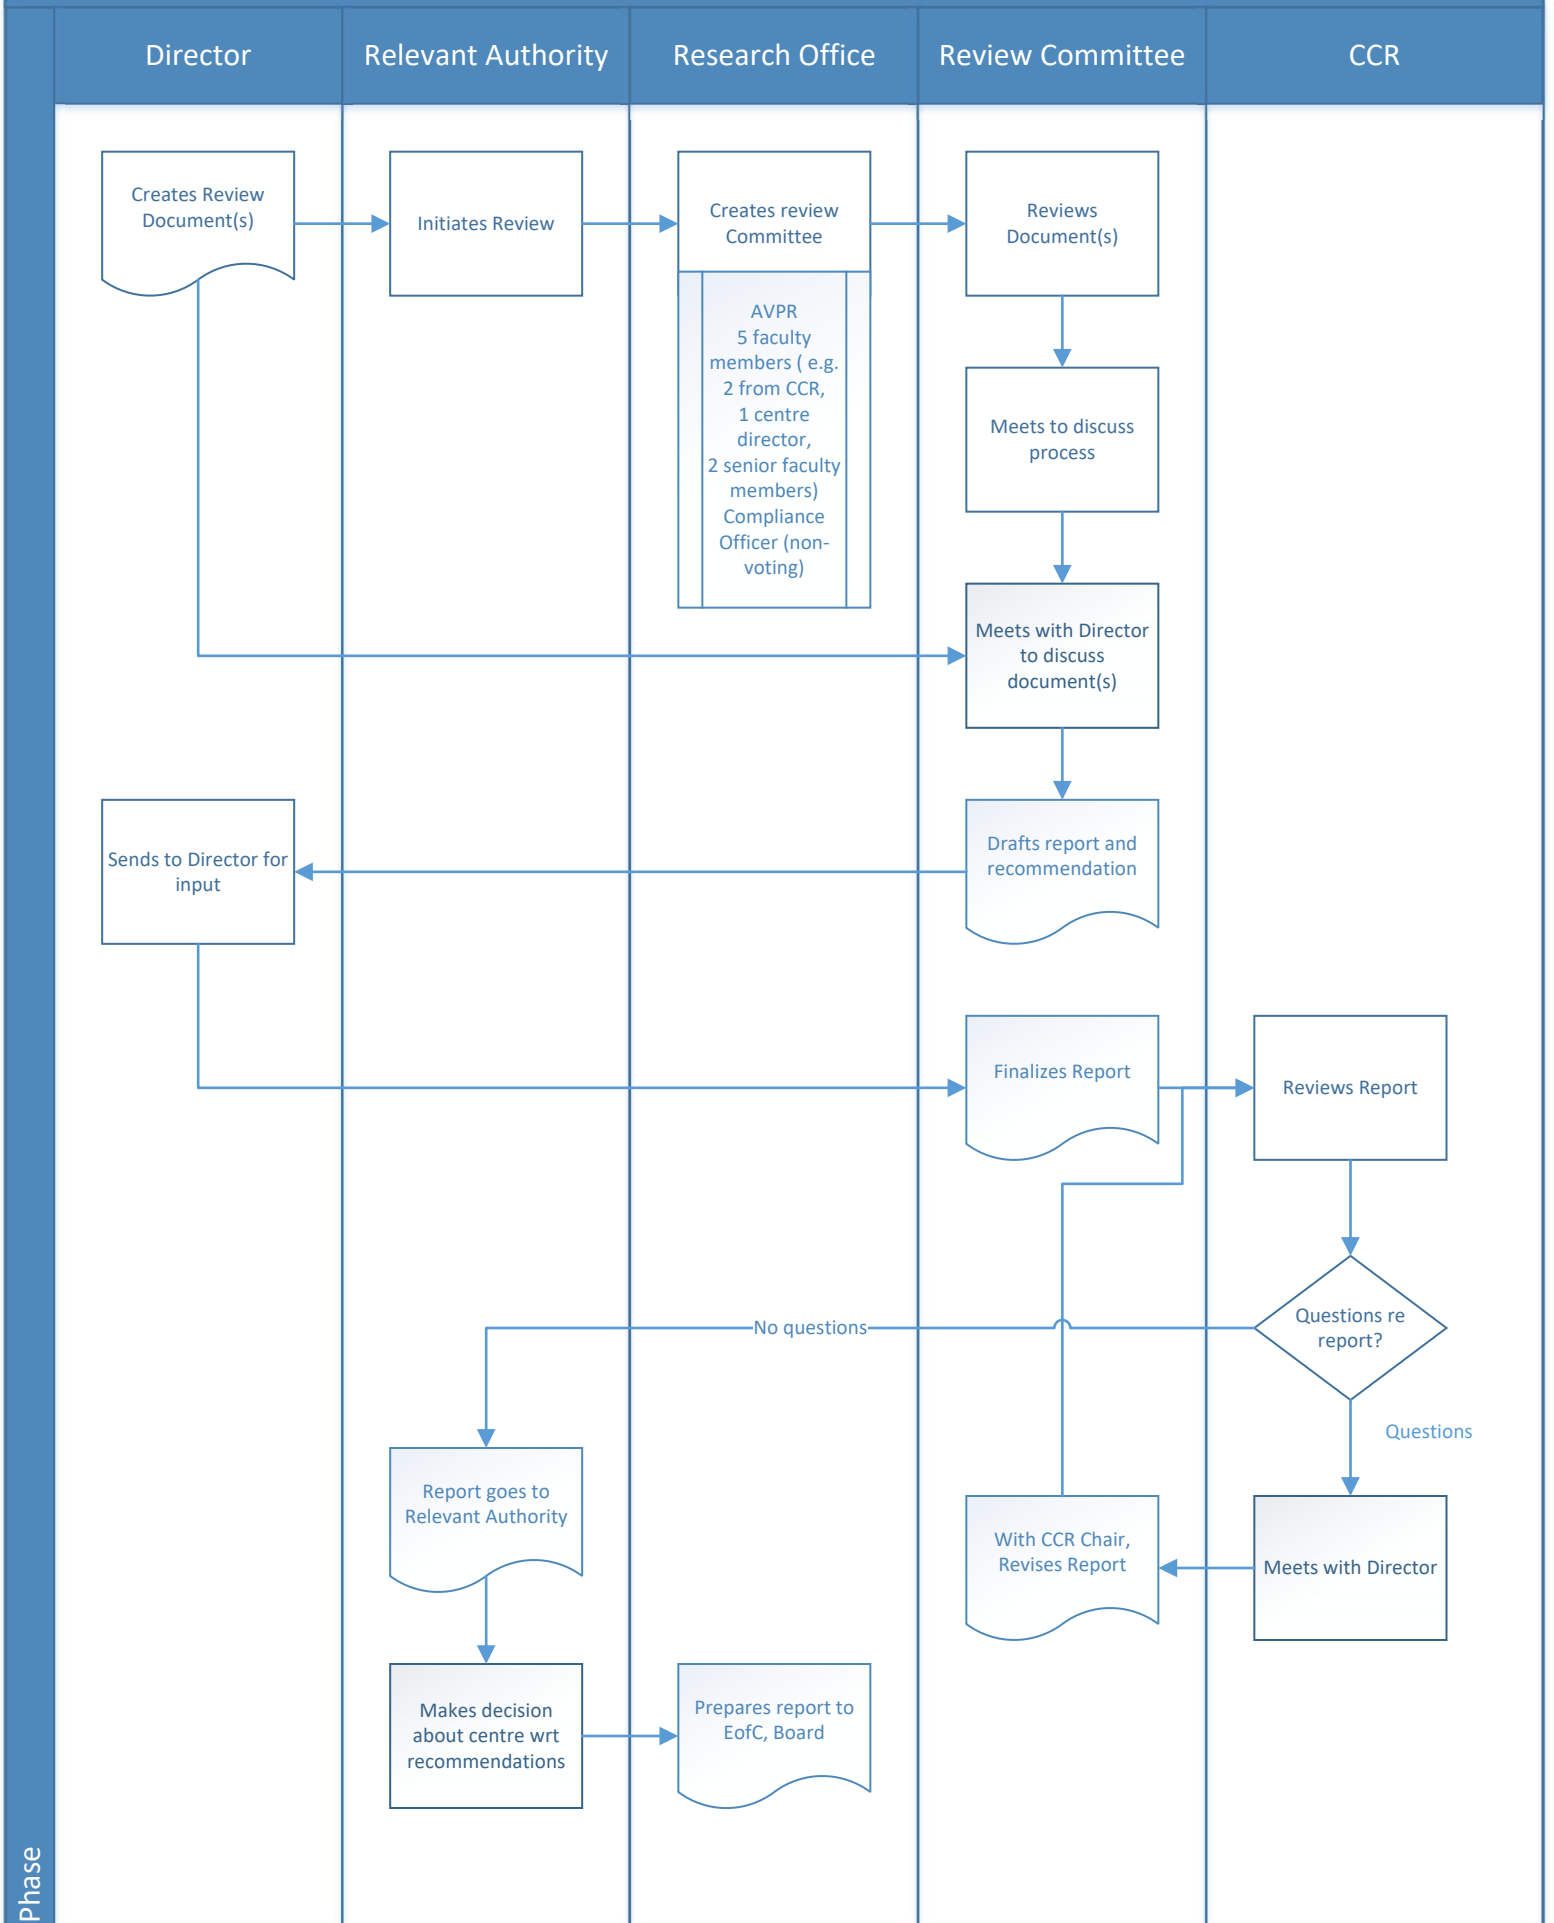 Director
Relevant Authority
Research Office
Review Committee
CCR
Creates Review
Document(s)
Initiates Review
Creates review
Committee
Reviews
Document(s)
AVPR
5 faculty
members ( e.g.
2 from CCR,
1 centre
director,
2 senior faculty
members)
Compliance
Officer (non-
voting)
Meets to discuss
process
Meets with Director
to discuss
document(s)
Sends to Director for
input
Drafts report and
recommendation
Finalizes Report
Reviews Report
Questions re
report?
No questions
Questions
Report goes to
Relevant Authority
With CCR Chair,
Revises Report
Meets with Director
Makes decision
about centre wrt
recommendations
Prepares report to
EofC, Board
Phase